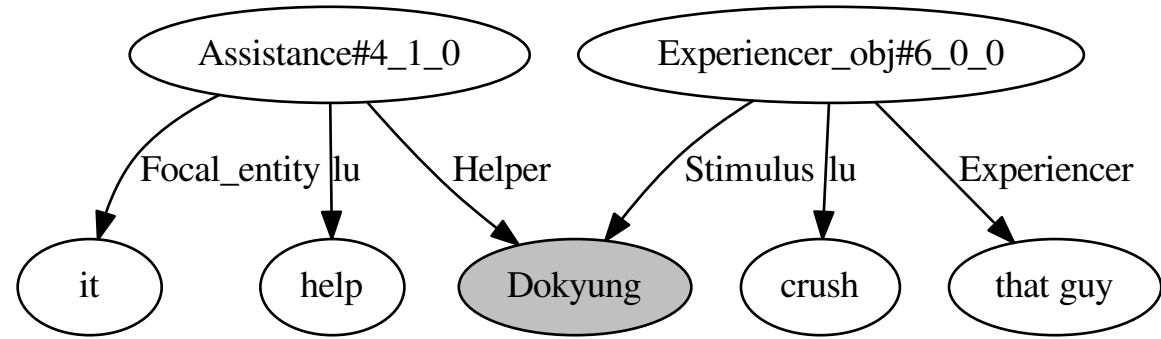 Assistance#4_1_0 Experiencer_obj#6_0_0
Focal_entity lu Helper Stimulus lu Experiencer
it help Dokyung crush that guy